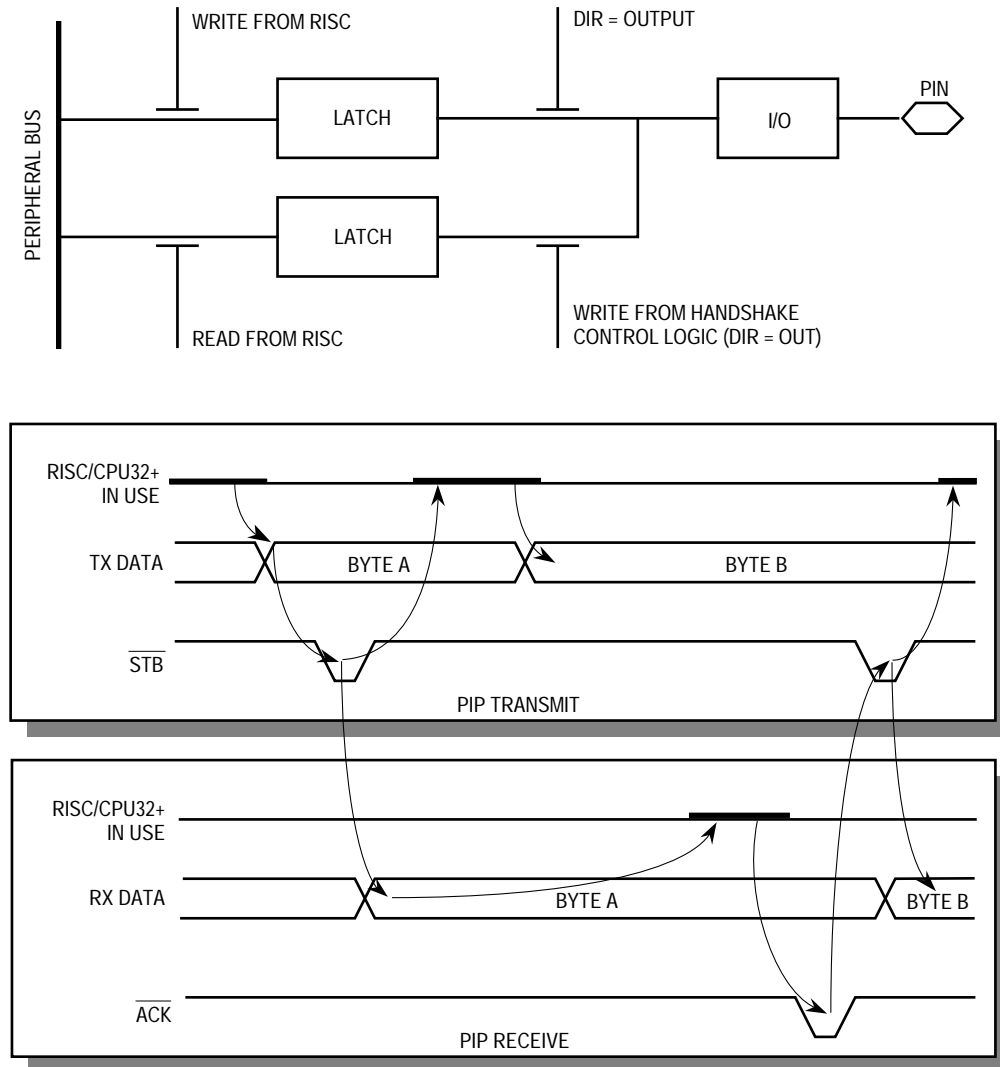 WRITE FROM RISC
DIR = OUTPUT
PERIPHERAL BUS
LATCH
I/O
PIN
LATCH
READ FROM RISC
WRITE FROM HANDSHAKE
CONTROL LOGIC (DIR = OUT)
RISC/CPU32+
IN USE
TX DATA
BYTE A
BYTE B
STB
PIP TRANSMIT
RISC/CPU32+
IN USE
RX DATA
BYTE A
BYTE B
ACK
PIP RECEIVE